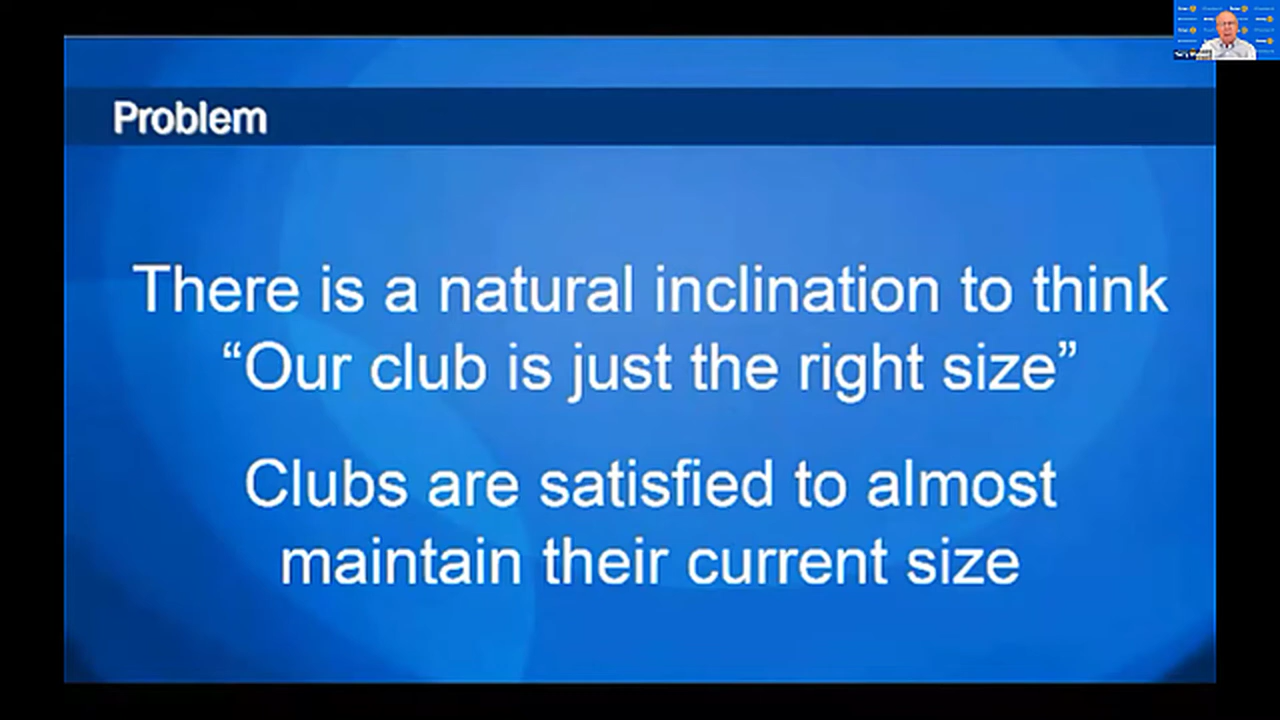 Problem
There is a natural inclination to think
“Our club is just the right size”
Clubs are satisfied to almost
maintain their current size